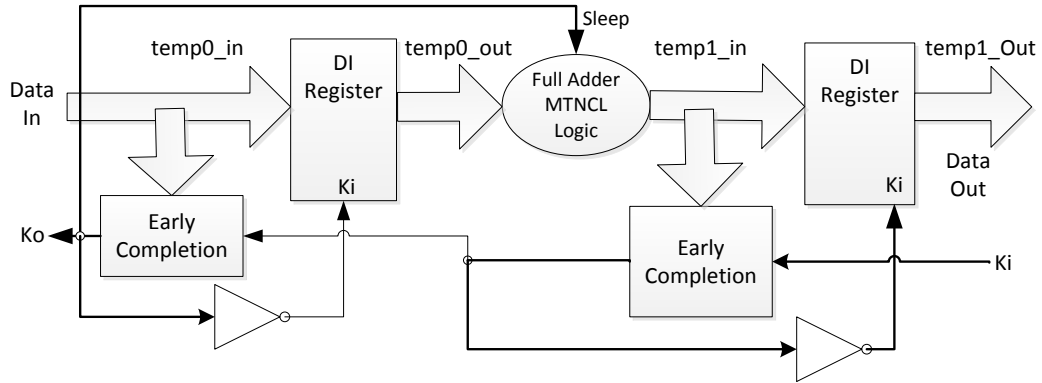 Sleep
temp0_in
temp0_out
temp1_in
temp1_Out
Data
In
DI
Register
Ki
Full Adder
MTNCL
Logic
DI
Register
Ki
Data
Out
Ko
Early
Completion
Early
Completion
Ki